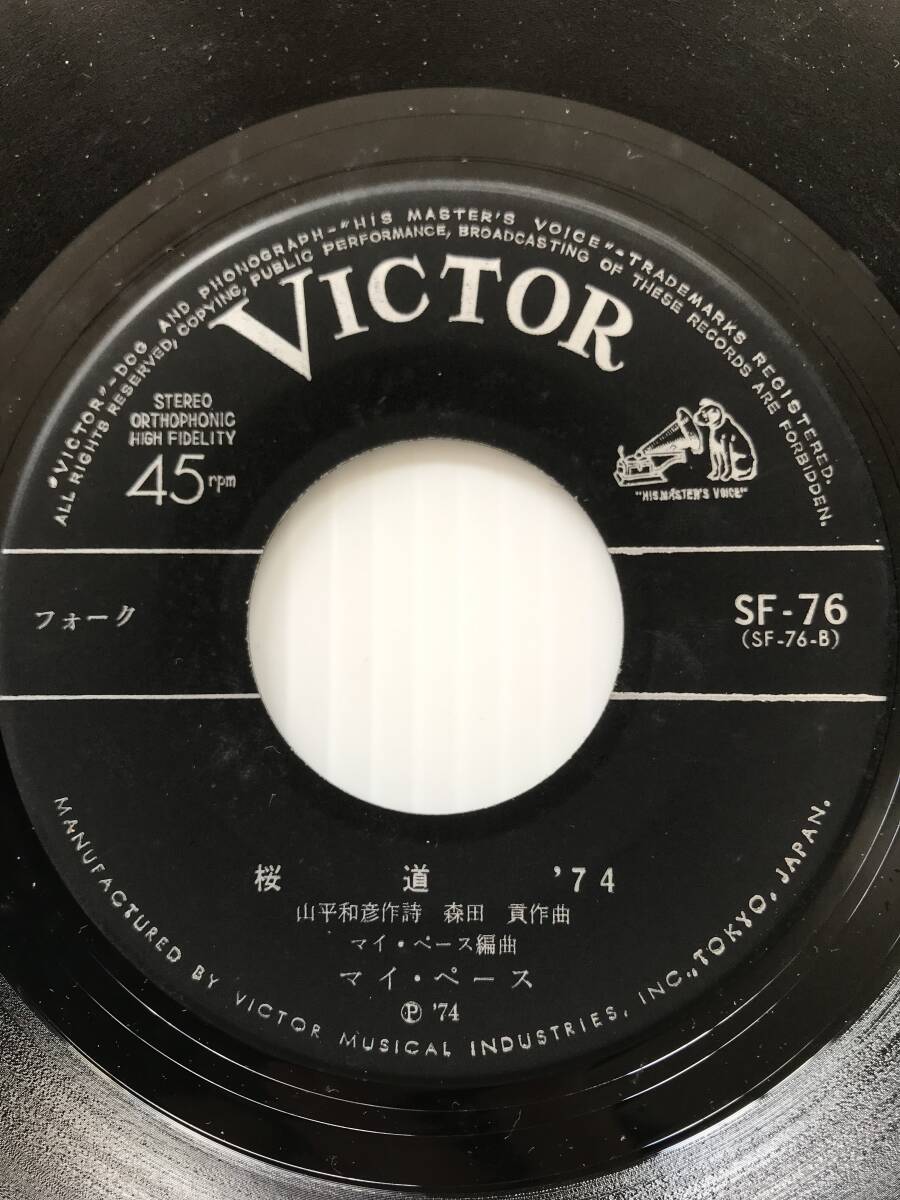 "VICTOR"-DOG AND PHONOGRAPH-"HIS MASTER'S VOICE"-TRADEMARKS REGISTERED.
ALL RIGHTS RESERVED, COPYING, PUBLIC PERFORMANCE, BROADCASTING OF THESE RECORDS ARE FORBIDDEN.
VICTOR
STEREO
ORTHOPHONIC
HIGH FIDELITY
45 rpm
"HIS MASTER'S VOICE"
フォーク
SF-76
(SF-76-B)
桜 道 '74
山平和彦作詩 森田 貢作曲
マイ・ペース編曲
マイ・ペース
Ⓟ '74
MANUFACTURED BY VICTOR MUSICAL INDUSTRIES, INC., TOKYO, JAPAN.